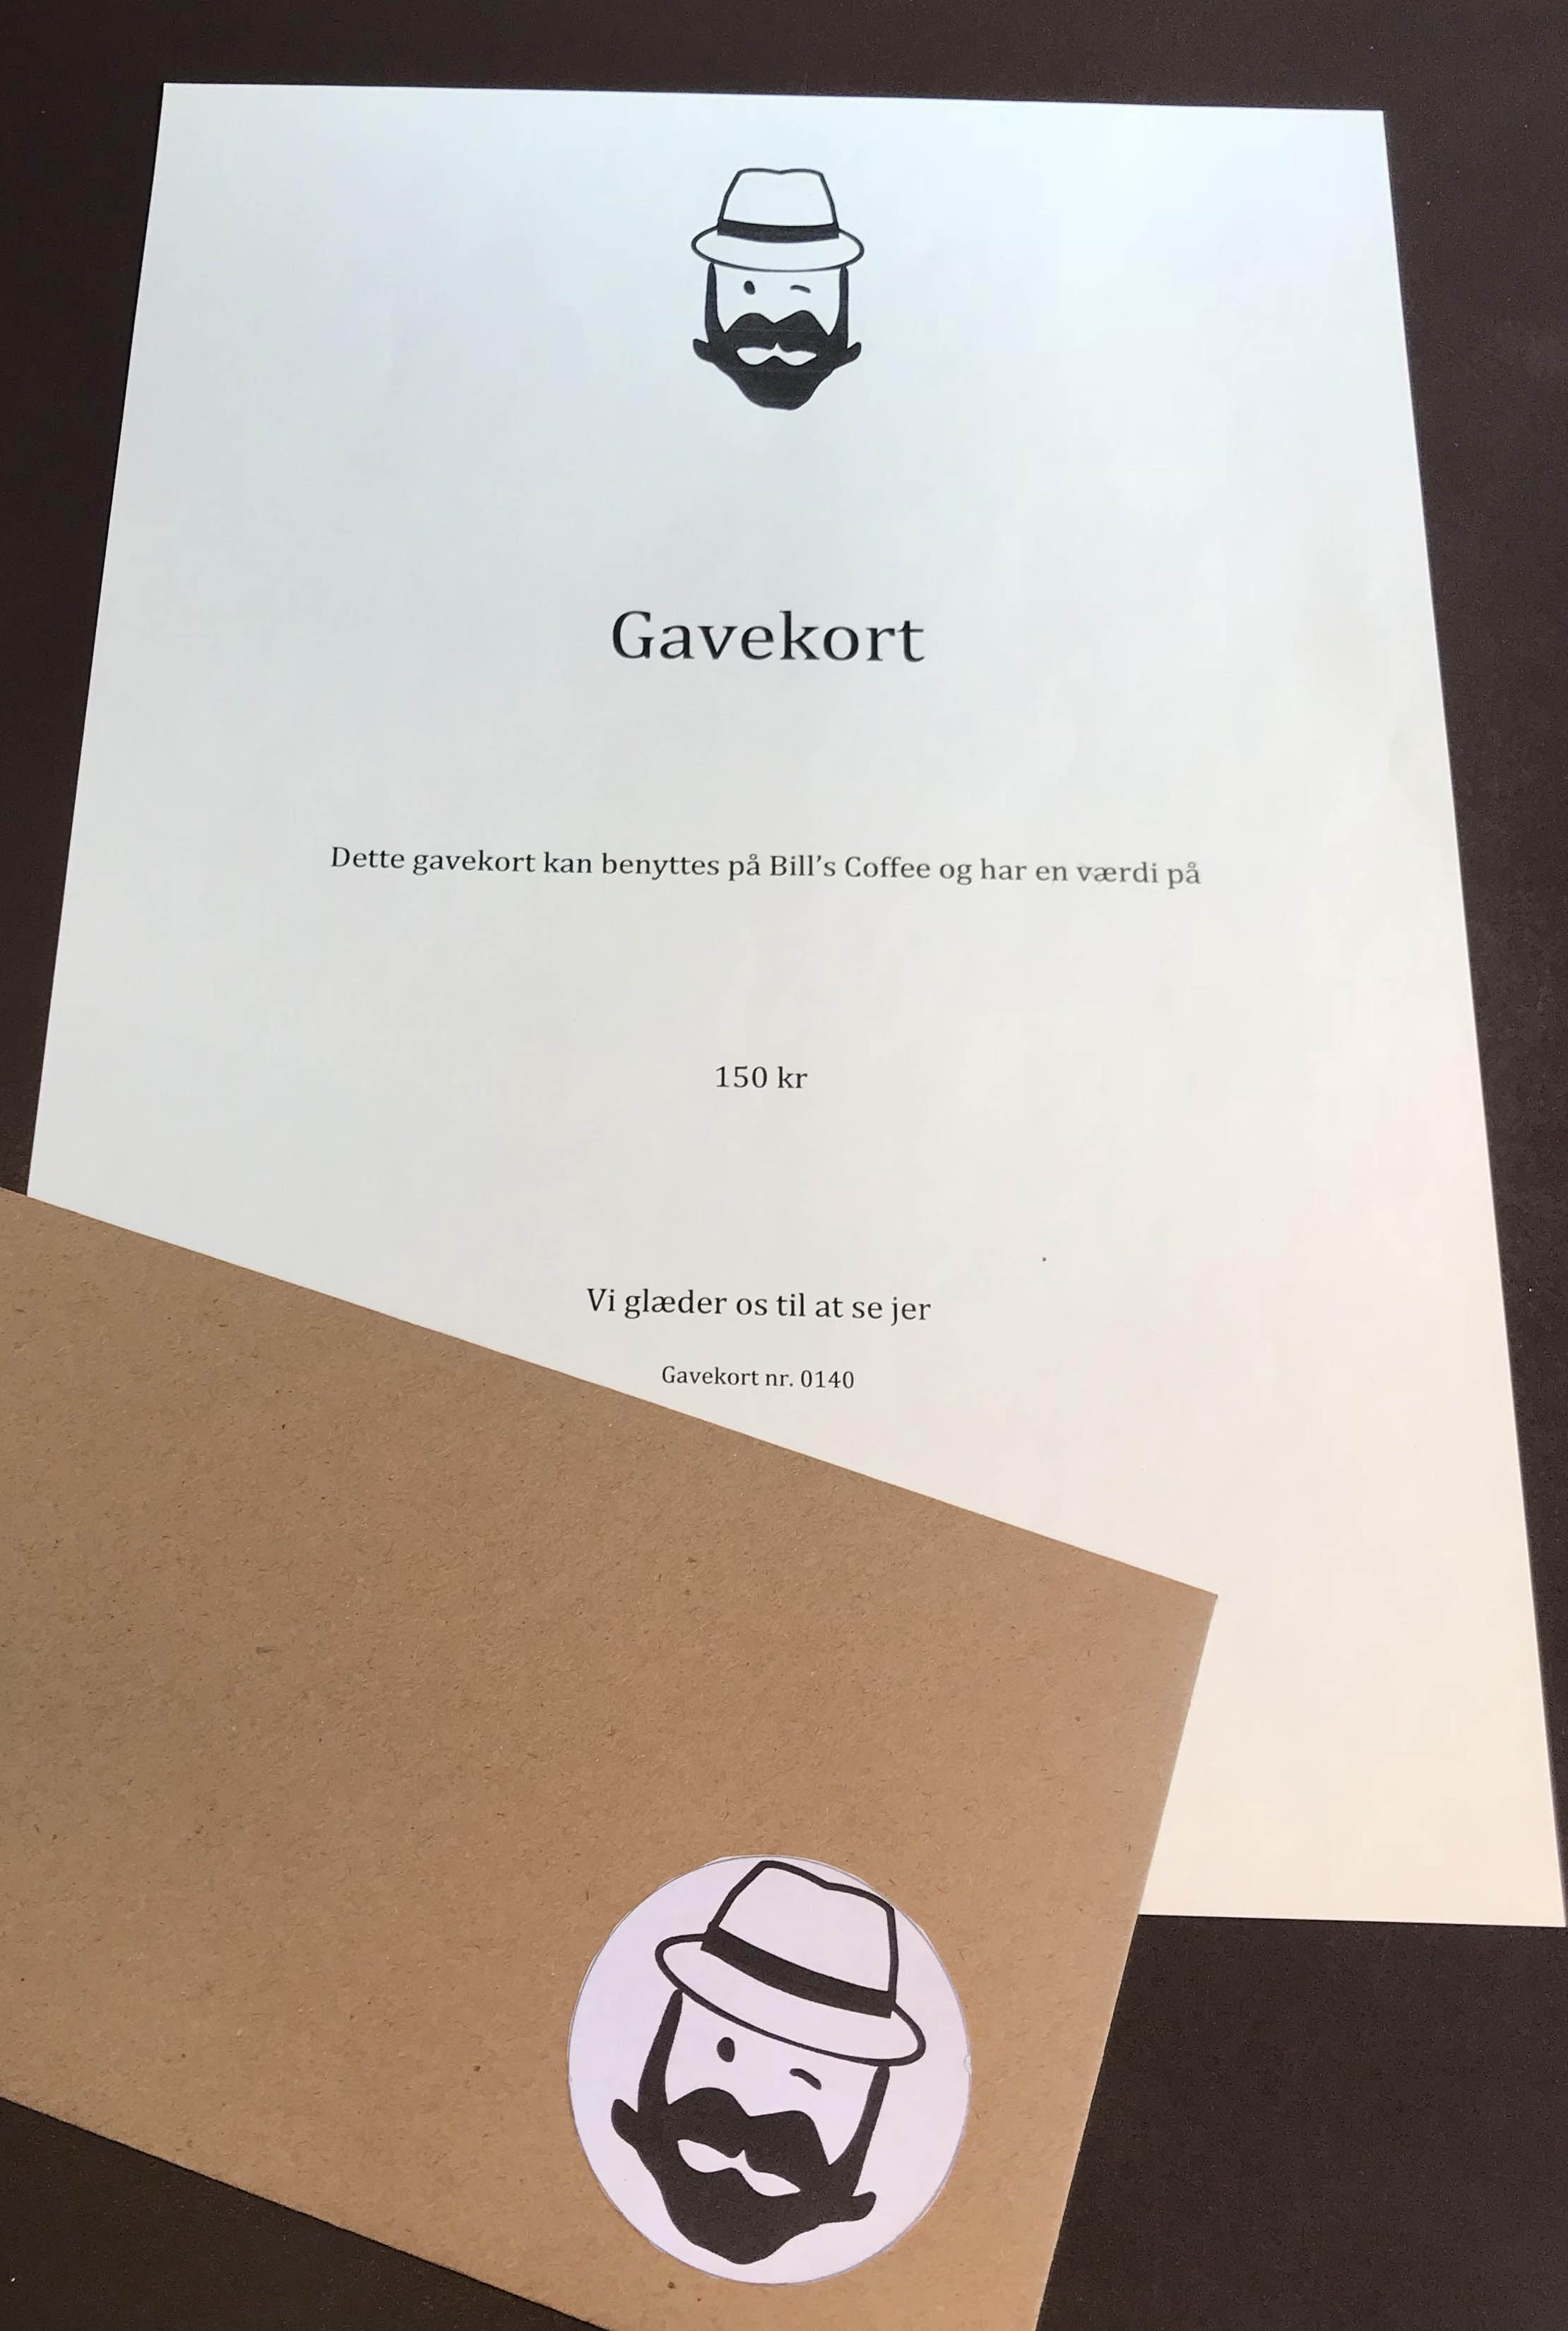 Gavekort
Dette gavekort kan benyttes på Bill’s Coffee og har en værdi på
150 kr
Vi glæder os til at se jer
Gavekort nr. 0140